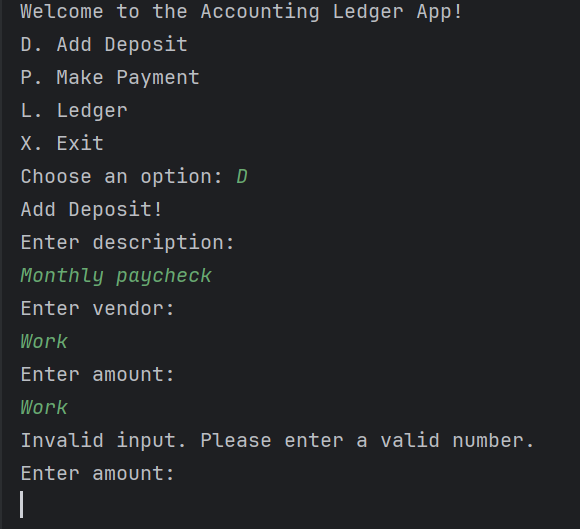 Welcome to the Accounting Ledger App!
D. Add Deposit
P. Make Payment
L. Ledger
X. Exit
Choose an option: D
Add Deposit!
Enter description:
Monthly paycheck
Enter vendor:
Work
Enter amount:
Work
Invalid input. Please enter a valid number.
Enter amount: